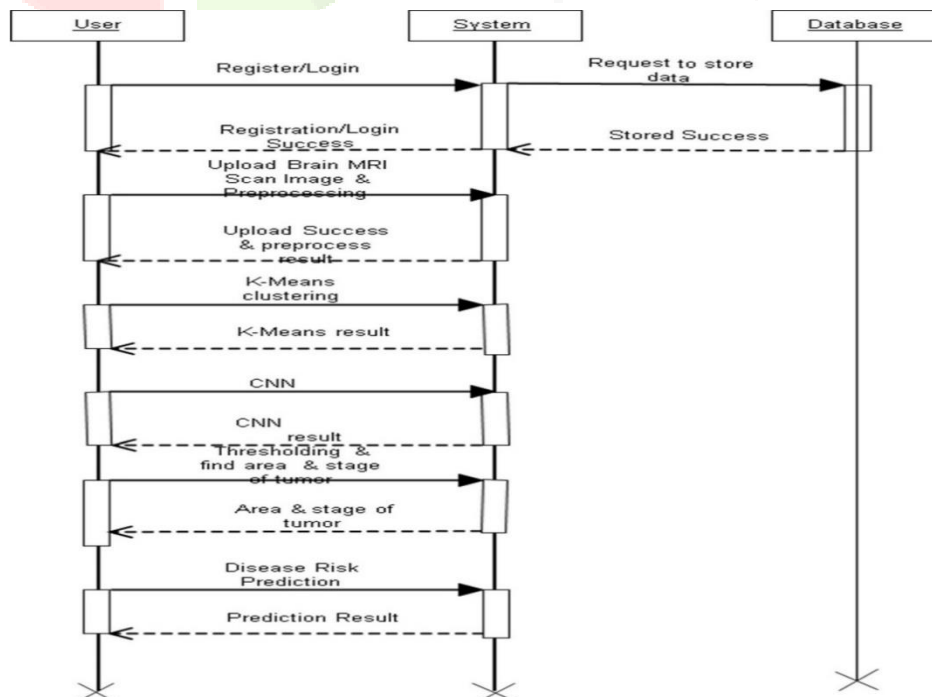 User
System
Database
Register/Login
Request to store
data
Registration/Login
Success
Stored Success
Upload Brain MRI
Scan Image &
Preprocessing
Upload Success
& preprocess
result
K-Means
clustering
K-Means result
CNN
CNN
result
Thresholding &
find area & stage
of tumor
Area & stage of
tumor
Disease Risk
Prediction
Prediction Result